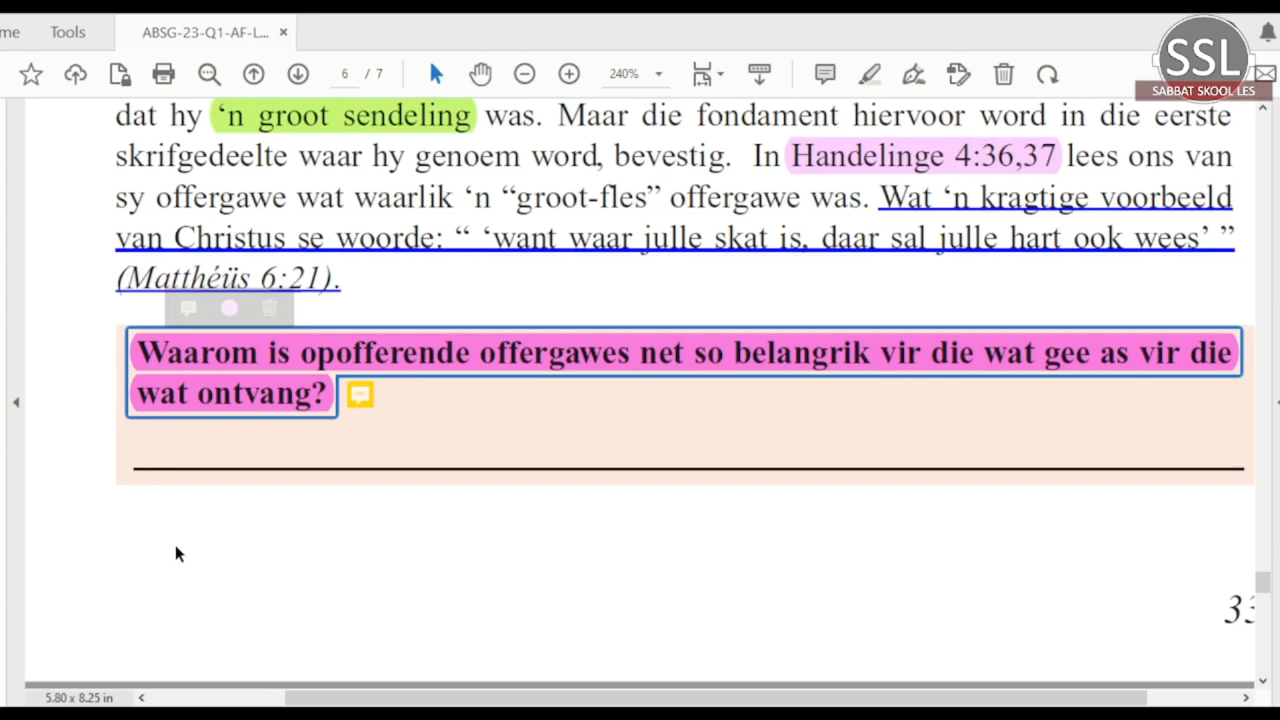 me Tools ABSG-23-Q1-AF-L... ×
SSL
SABBAT SKOOL LES
6 / 7 240%
dat hy ‘n groot sendeling was. Maar die fondament hiervoor word in die eerste
skrifgedeelte waar hy genoem word, bevestig. In Handelinge 4:36,37 lees ons van
sy offergawe wat waarlik ‘n “groot-fles” offergawe was. Wat ‘n kragtige voorbeeld
van Christus se woorde: “ ‘want waar julle skat is, daar sal julle hart ook wees’ ”
(Matthéüs 6:21).
Waarom is opofferende offergawes net so belangrik vir die wat gee as vir die
wat ontvang?
33
5.80 x 8.25 in